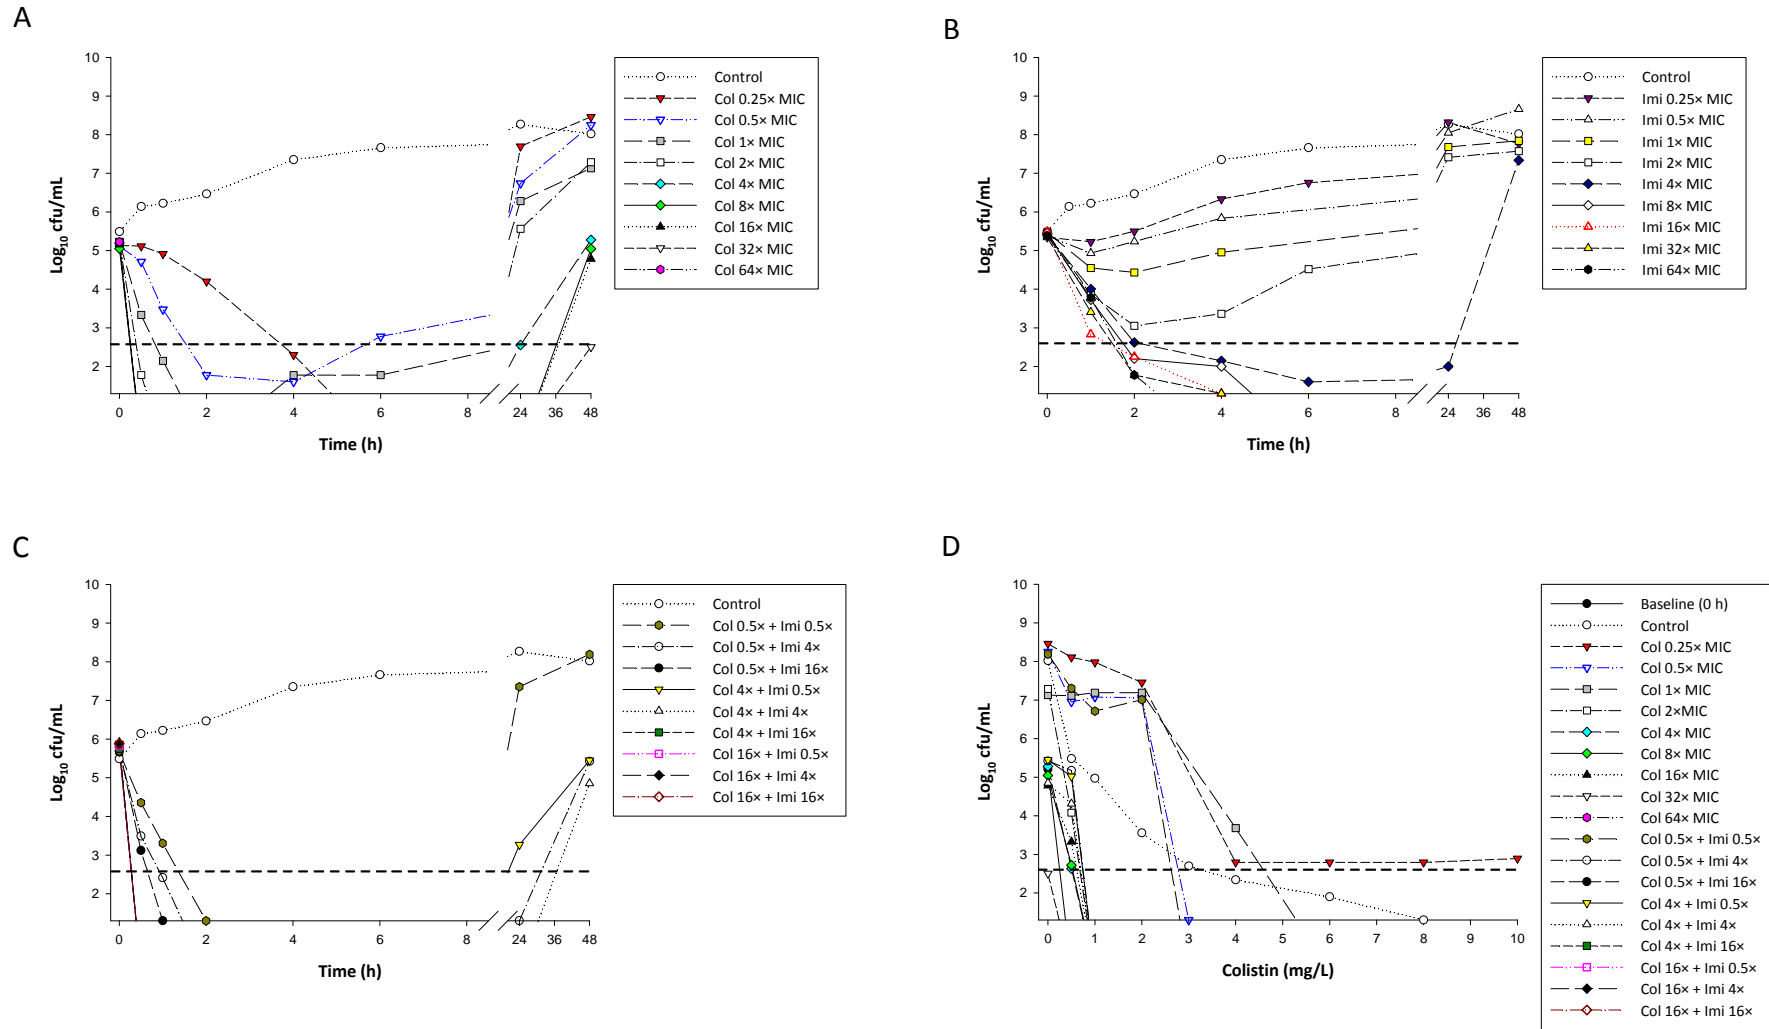 A
Log10 cfu/mL
10
9
8
7
6
5
4
3
2
0 2 4 6 8 24 36 48
Time (h)
Control
Col 0.25× MIC
Col 0.5× MIC
Col 1× MIC
Col 2× MIC
Col 4× MIC
Col 8× MIC
Col 16× MIC
Col 32× MIC
Col 64× MIC
B
Log10 cfu/mL
10
9
8
7
6
5
4
3
2
0 2 4 6 8 24 36 48
Time (h)
Control
Imi 0.25× MIC
Imi 0.5× MIC
Imi 1× MIC
Imi 2× MIC
Imi 4× MIC
Imi 8× MIC
Imi 16× MIC
Imi 32× MIC
Imi 64× MIC
C
Log10 cfu/mL
10
9
8
7
6
5
4
3
2
0 2 4 6 8 24 36 48
Time (h)
Control
Col 0.5× + Imi 0.5×
Col 0.5× + Imi 4×
Col 0.5× + Imi 16×
Col 4× + Imi 0.5×
Col 4× + Imi 4×
Col 4× + Imi 16×
Col 16× + Imi 0.5×
Col 16× + Imi 4×
Col 16× + Imi 16×
D
Log10 cfu/mL
10
9
8
7
6
5
4
3
2
0 1 2 3 4 6 8 10
Colistin (mg/L)
Baseline (0 h)
Control
Col 0.25× MIC
Col 0.5× MIC
Col 1× MIC
Col 2×MIC
Col 4× MIC
Col 8× MIC
Col 16× MIC
Col 32× MIC
Col 64× MIC
Col 0.5× + Imi 0.5×
Col 0.5× + Imi 4×
Col 0.5× + Imi 16×
Col 4× + Imi 0.5×
Col 4× + Imi 4×
Col 4× + Imi 16×
Col 16× + Imi 0.5×
Col 16× + Imi 4×
Col 16× + Imi 16×